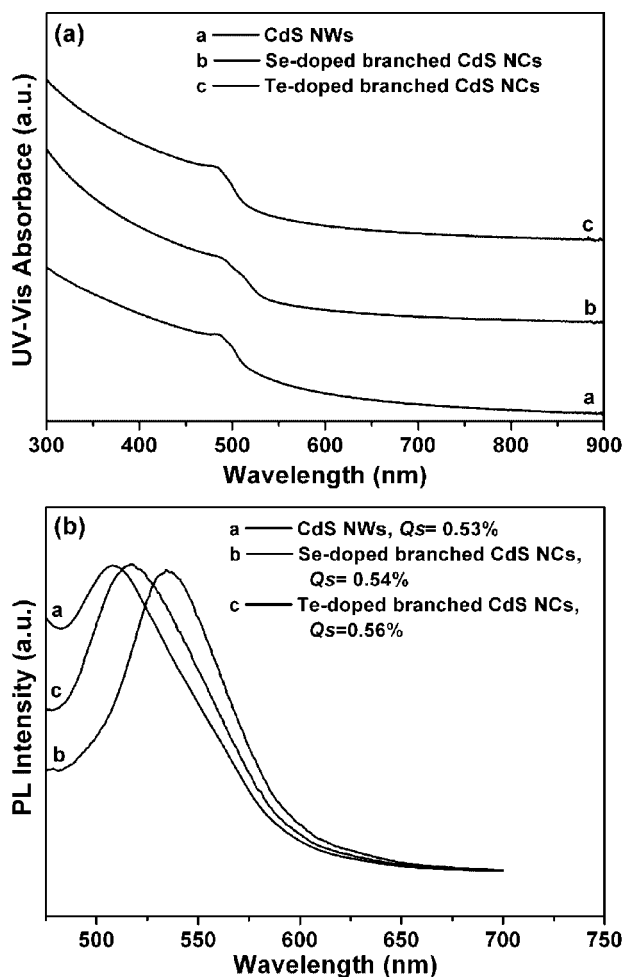 (a)
a CdS NWs
b Se-doped branched CdS NCs
c Te-doped branched CdS NCs
UV-Vis Absorbace (a.u.)
c
b
a
300 400 500 600 700 800 900
Wavelength (nm)
(b)
a CdS NWs, Qs= 0.53%
b Se-doped branched CdS NCs,
Qs= 0.54%
c Te-doped branched CdS NCs,
Qs=0.56%
PL Intensity (a.u.)
a
c
b
500 550 600 650 700 750
Wavelength (nm)